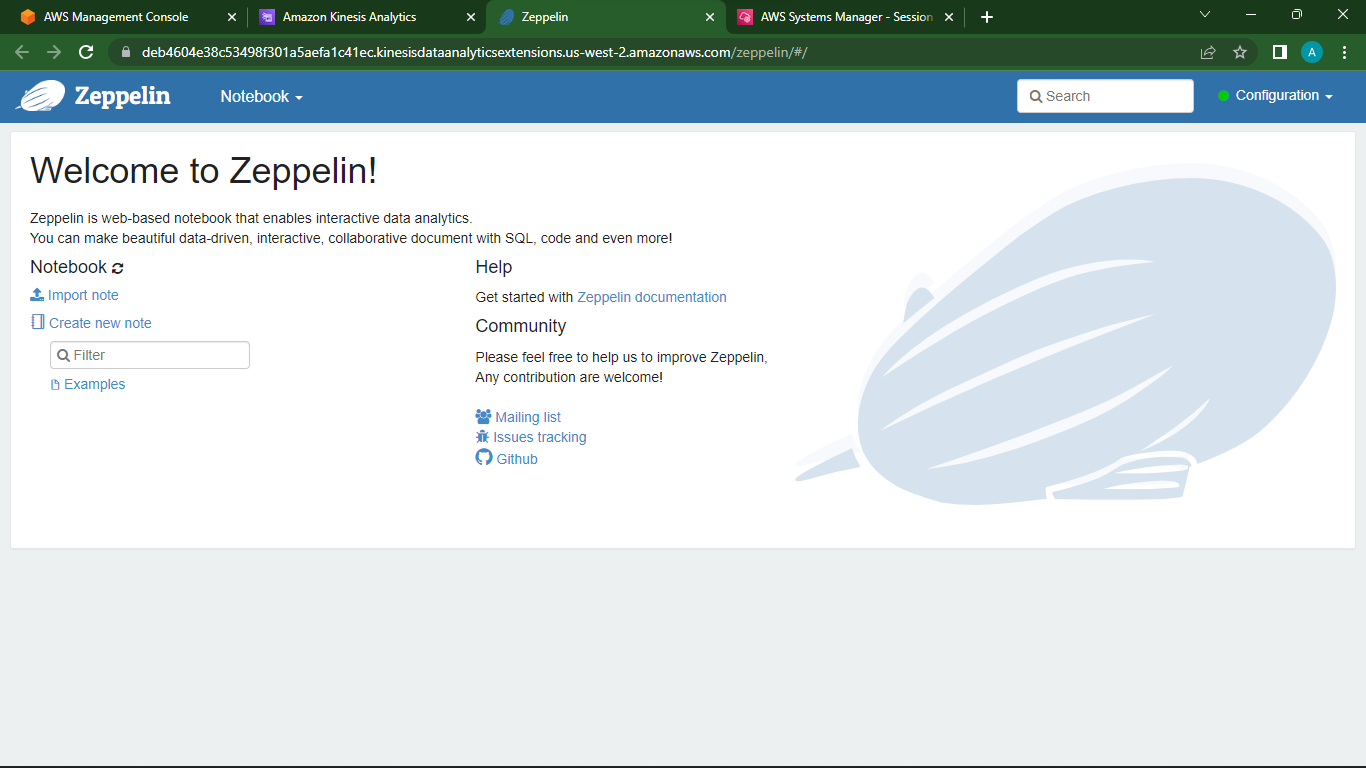 AWS Management Console
Amazon Kinesis Analytics
Zeppelin
AWS Systems Manager - Session
deb4604e38c53498f301a5aefa1c41ec.kinesisdataanalyticsextensions.us-west-2.amazonaws.com/zeppelin/#/
A
Zeppelin
Notebook
Search
Configuration
Welcome to Zeppelin!
Zeppelin is web-based notebook that enables interactive data analytics.
You can make beautiful data-driven, interactive, collaborative document with SQL, code and even more!
Notebook
Import note
Create new note
Filter
Examples
Help
Get started with Zeppelin documentation
Community
Please feel free to help us to improve Zeppelin,
Any contribution are welcome!
Mailing list
Issues tracking
Github